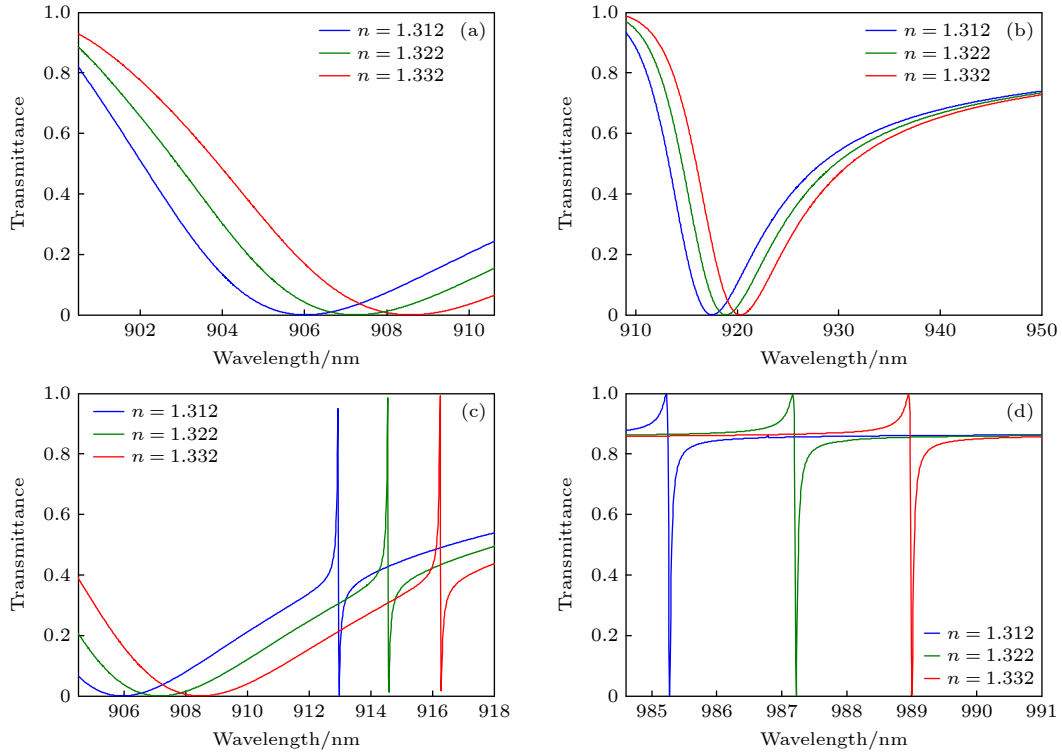 1.0
0.8
0.6
0.4
0.2
0
Transmittance
n = 1.312
n = 1.322
n = 1.332
(a)
902 904 906 908 910
Wavelength/nm
1.0
0.8
0.6
0.4
0.2
0
Transmittance
n = 1.312
n = 1.322
n = 1.332
(b)
910 920 930 940 950
Wavelength/nm
1.0
0.8
0.6
0.4
0.2
0
Transmittance
n = 1.312
n = 1.322
n = 1.332
(c)
906 908 910 912 914 916 918
Wavelength/nm
1.0
0.8
0.6
0.4
0.2
0
Transmittance
(d)
n = 1.312
n = 1.322
n = 1.332
985 986 987 988 989 990 991
Wavelength/nm